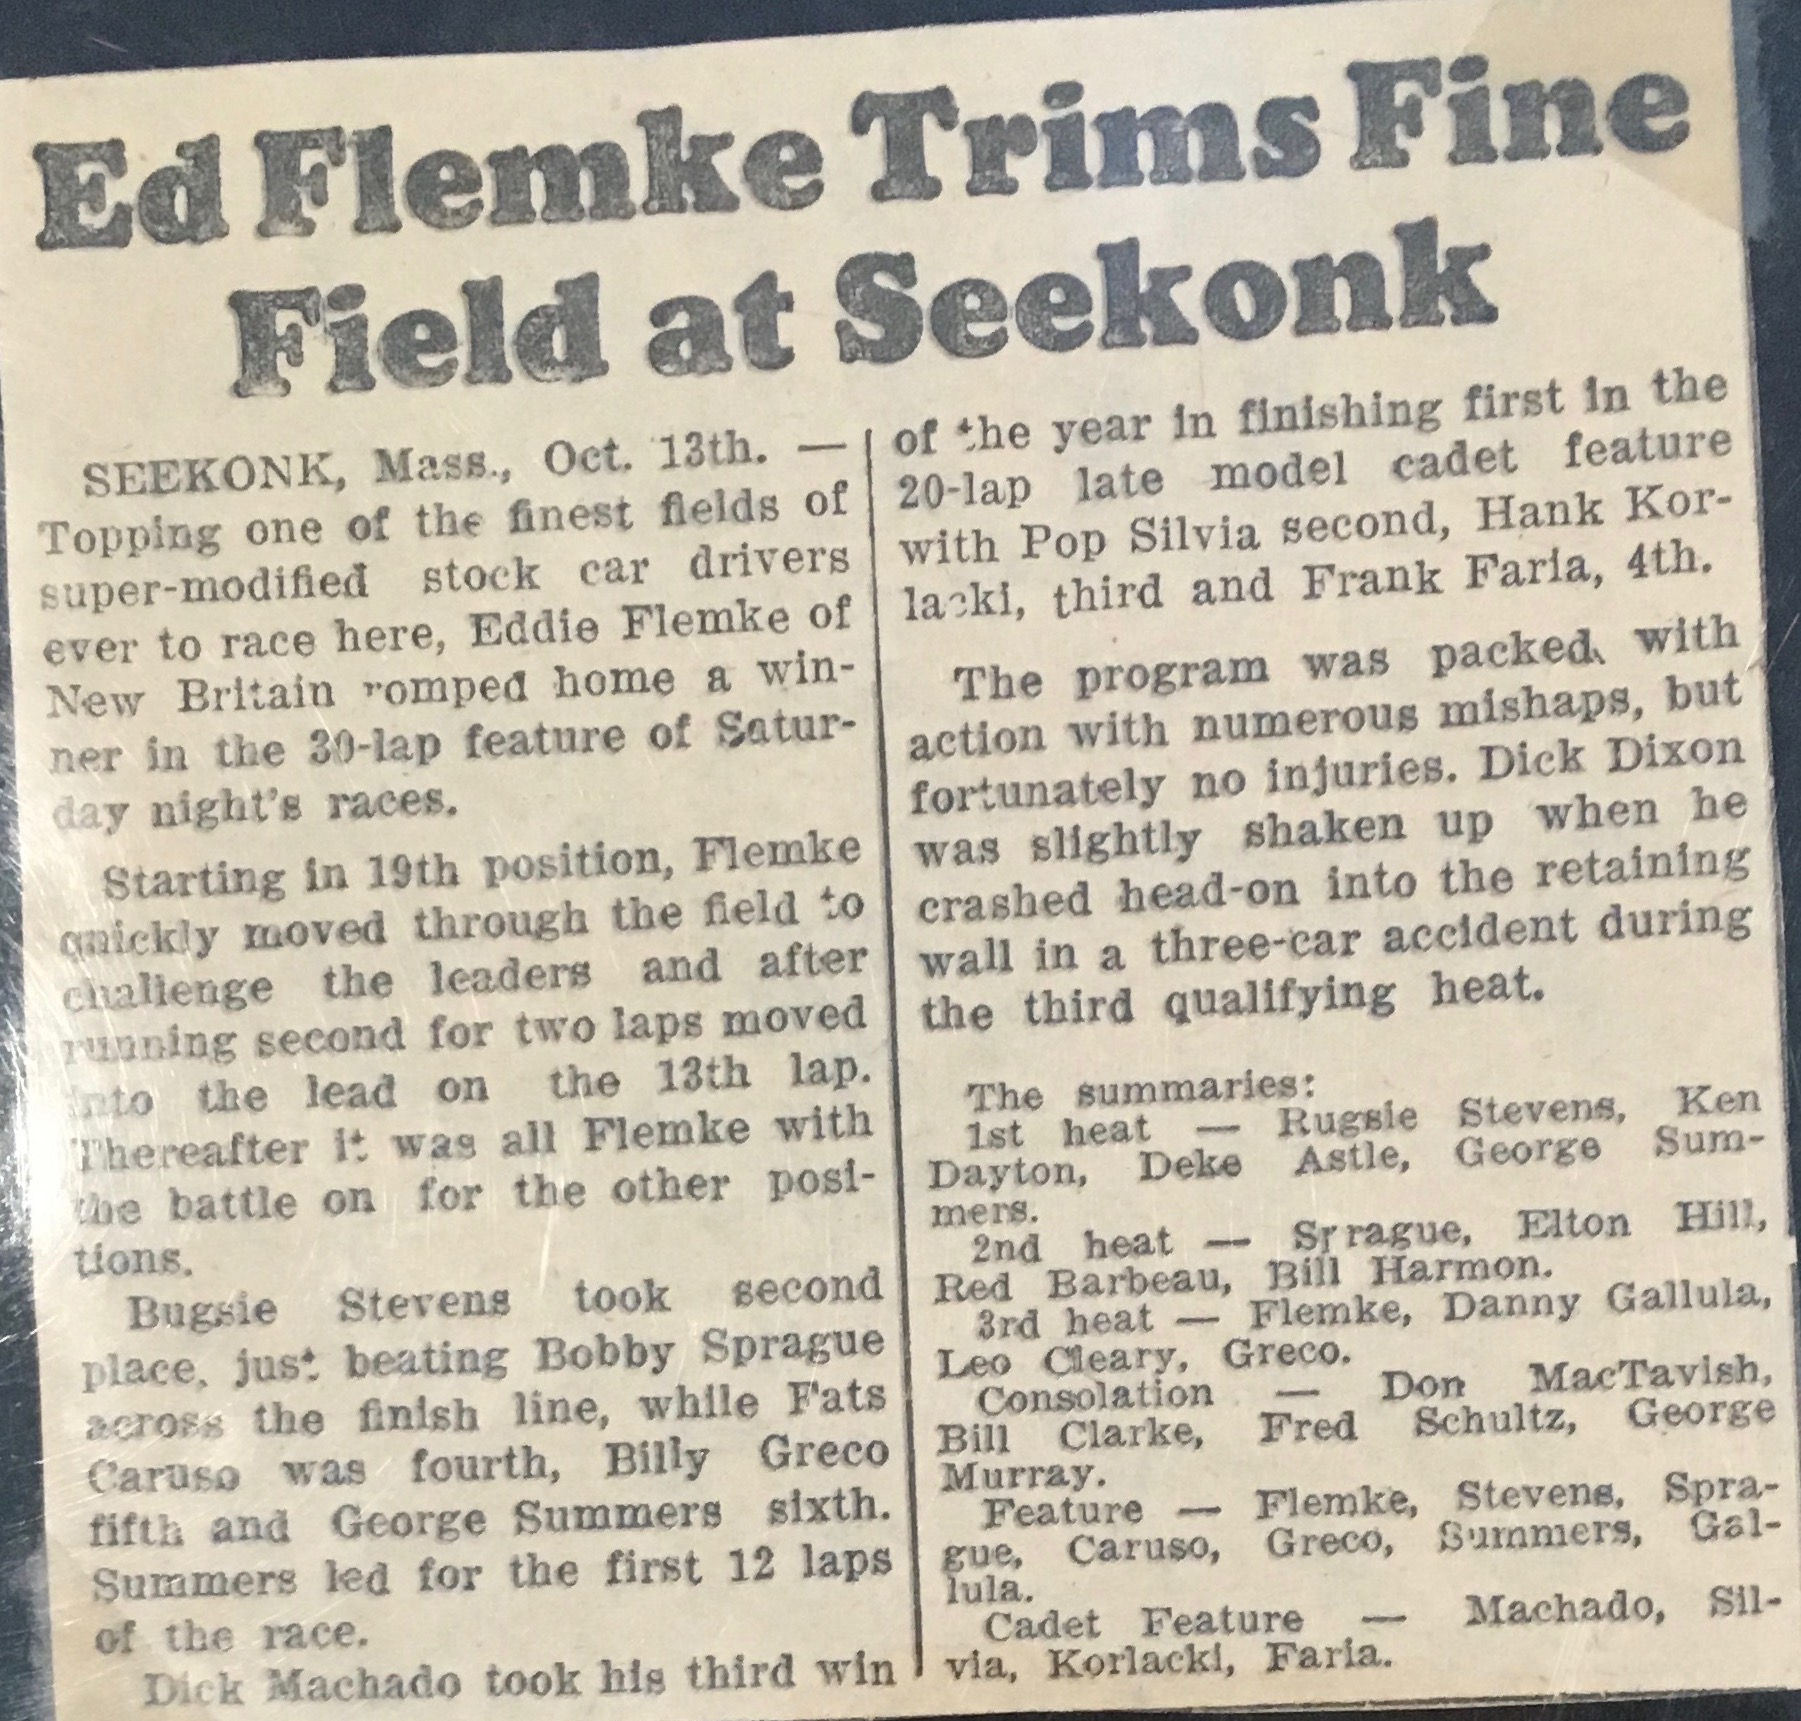 Ed Flemke Trims Fine
Field at Seekonk
SEEKONK, Mass., Oct. 13th. —
Topping one of the finest fields of
super-modified stock car drivers
ever to race here, Eddie Flemke of
New Britain romped home a win-
ner in the 30-lap feature of Satur-
day night's races.
Starting in 19th position, Flemke
quickly moved through the field to
challenge the leaders and after
running second for two laps moved
into the lead on the 13th lap.
Thereafter it was all Flemke with
the battle on for the other posi-
tions.
Bugsie Stevens took second
place, just beating Bobby Sprague
across the finish line, while Fats
Caruso was fourth, Billy Greco
fifth and George Summers sixth.
Summers led for the first 12 laps
of the race.
Dick Machado took his third win
of the year in finishing first in the
20-lap late model cadet feature
with Pop Silvia second, Hank Kor-
lacki, third and Frank Faria, 4th.
The program was packed with
action with numerous mishaps, but
fortunately no injuries. Dick Dixon
was slightly shaken up when he
crashed head-on into the retaining
wall in a three-car accident during
the third qualifying heat.
The summaries:
1st heat — Rugsie Stevens, Ken
Dayton, Deke Astle, George Sum-
mers.
2nd heat — Sprague, Elton Hill,
Red Barbeau, Bill Harmon.
3rd heat — Flemke, Danny Gallula,
Leo Cleary, Greco.
Consolation — Don MacTavish,
Bill Clarke, Fred Schultz, George
Murray.
Feature — Flemke, Stevens, Spra-
gue, Caruso, Greco, Summers, Gal-
lula.
Cadet Feature — Machado, Sil-
via, Korlacki, Faria.